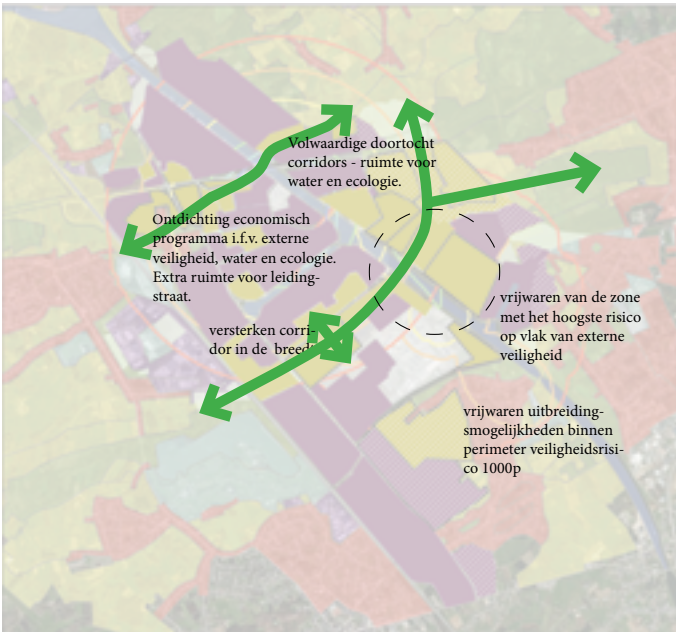 Volwaardige doortocht
corridors - ruimte voor
water en ecologie.
Ontdichting economisch
programma i.f.v. externe
veiligheid, water en ecologie.
Extra ruimte voor leiding-
straat.
versterken corri-
dor in de breedte
vrijwaren van de zone
met het hoogste risico
op vlak van externe
veiligheid
vrijwaren uitbreiding-
smogelijkheden binnen
perimeter veiligheidsrisi-
co 1000p